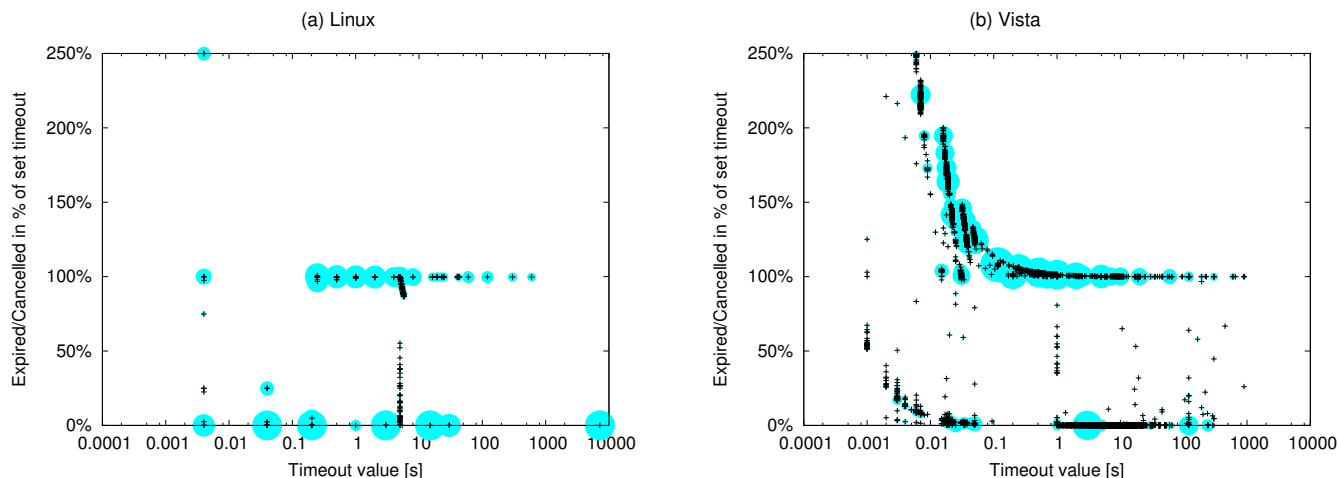 (a) Linux
250%
200%
150%
100%
50%
0%
0.0001 0.001 0.01 0.1 1 10 100 1000 10000
Timeout value [s]
Expired/Cancelled in % of set timeout
(b) Vista
250%
200%
150%
100%
50%
0%
0.0001 0.001 0.01 0.1 1 10 100 1000 10000
Timeout value [s]
Expired/Cancelled in % of set timeout